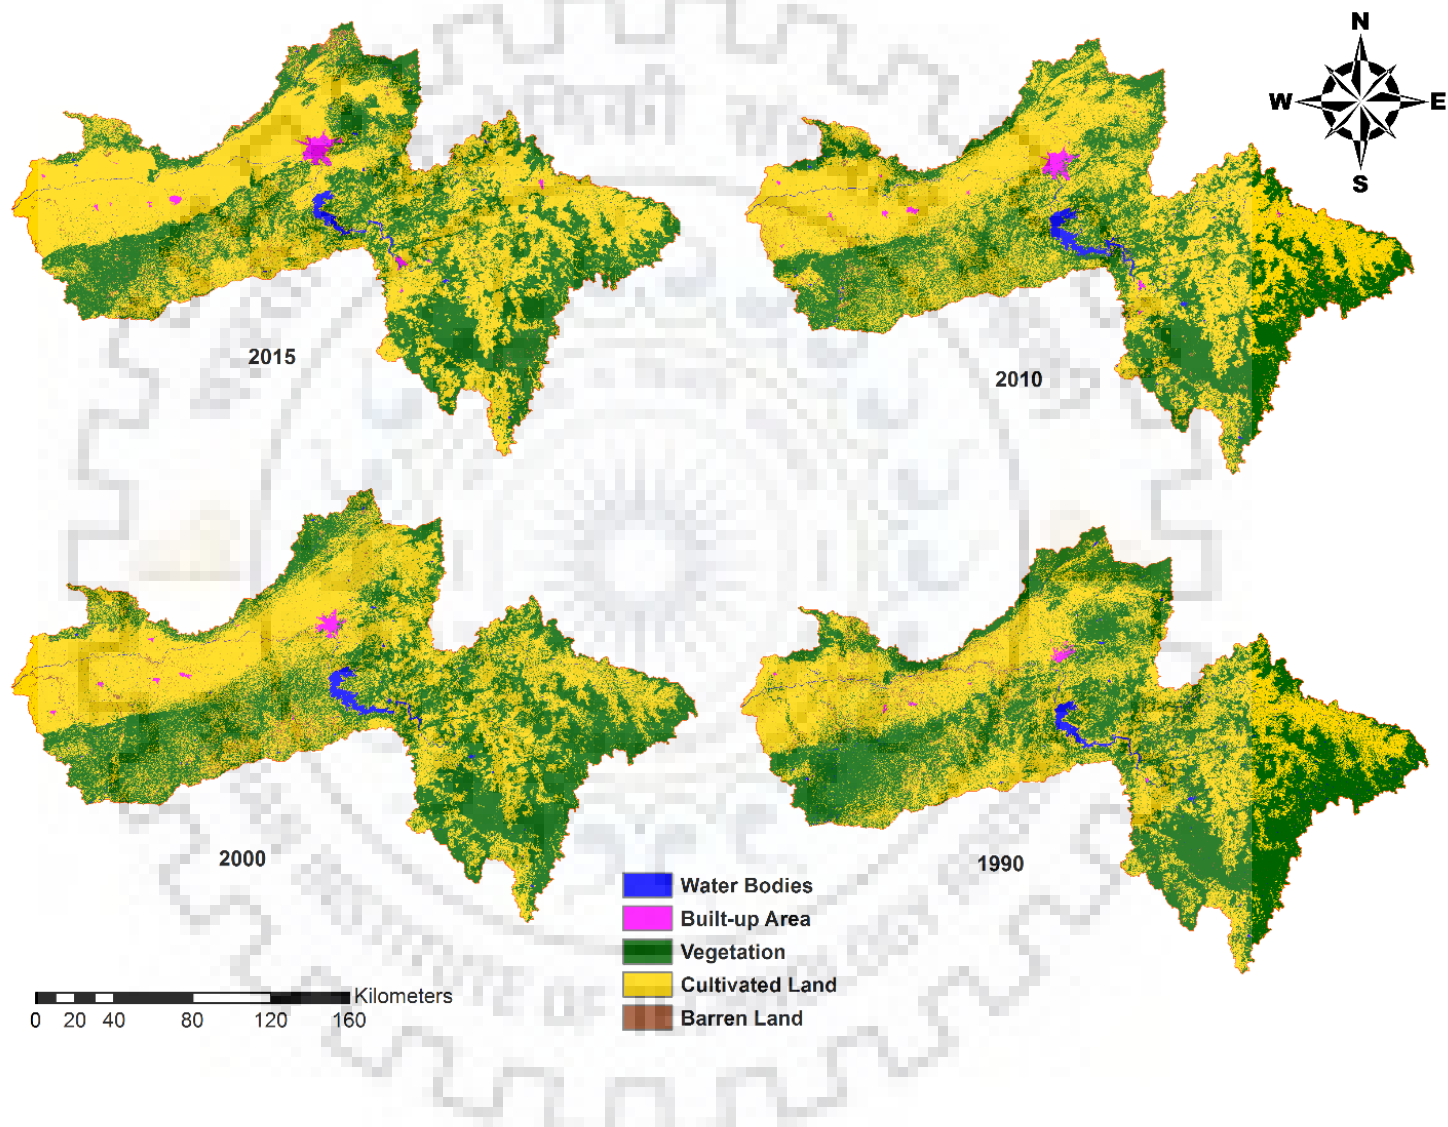 N
W E
S
2015
2010
2000
1990
Water Bodies
Built-up Area
Vegetation
Cultivated Land
Barren Land
Kilometers
0 20 40 80 120 160